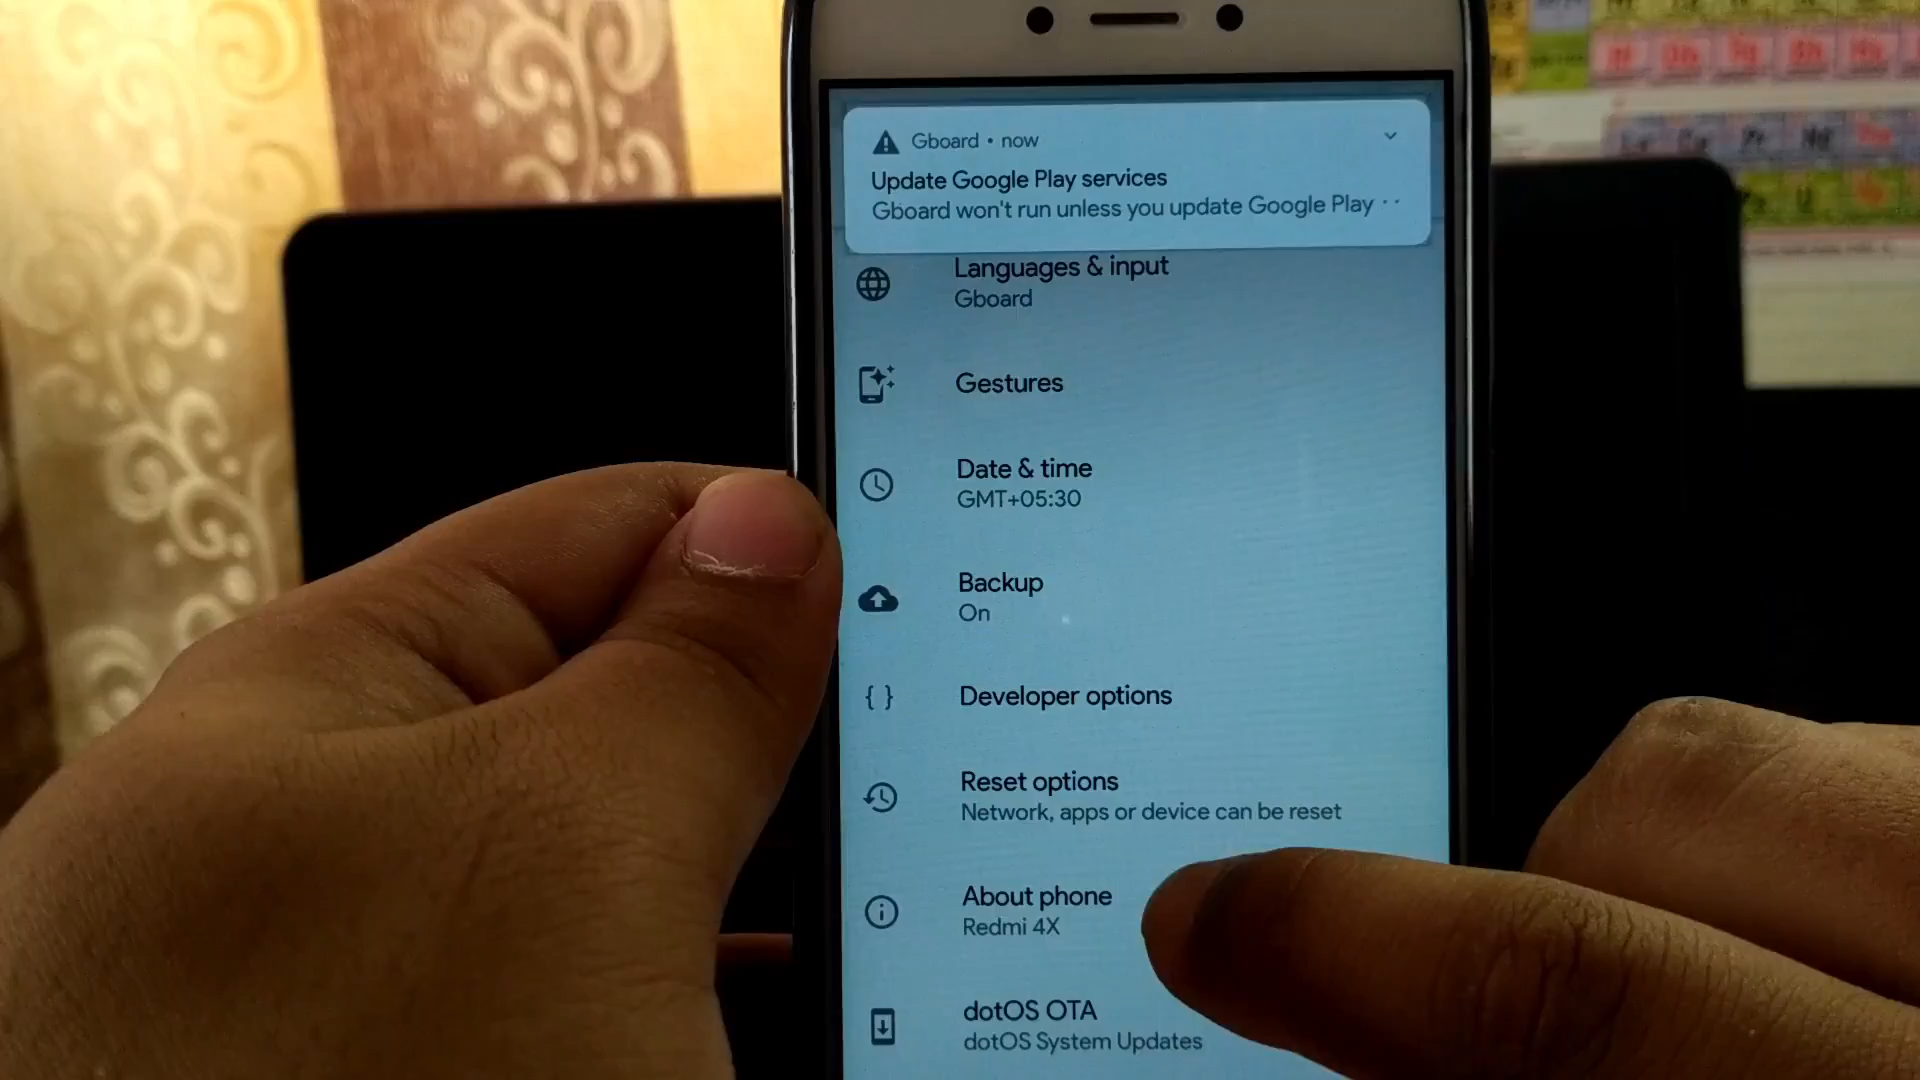 Gboard • now
Update Google Play services
Gboard won't run unless you update Google Play ··
Languages & input
Gboard
Gestures
Date & time
GMT+05:30
Backup
On
{ } Developer options
Reset options
Network, apps or device can be reset
About phone
Redmi 4X
dotOS OTA
dotOS System Updates